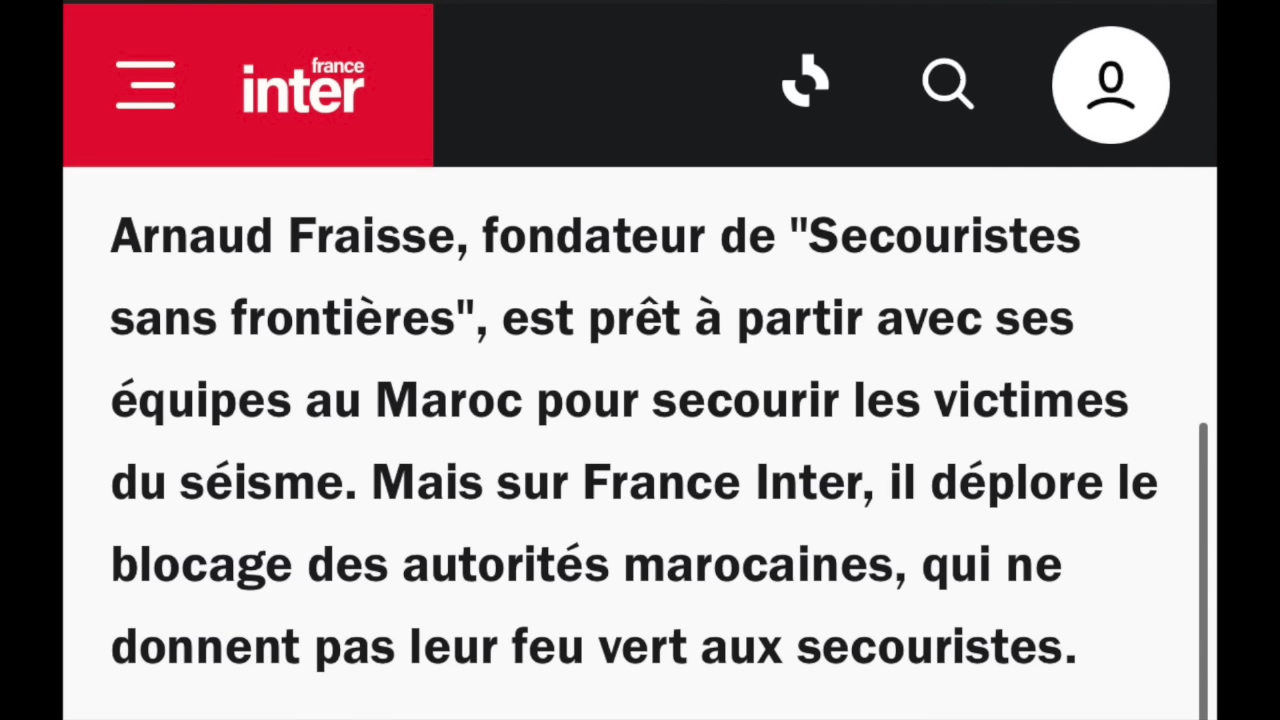 france
inter
Arnaud Fraisse, fondateur de "Secouristes
sans frontières", est prêt à partir avec ses
équipes au Maroc pour secourir les victimes
du séisme. Mais sur France Inter, il déplore le
blocage des autorités marocaines, qui ne
donnent pas leur feu vert aux secouristes.